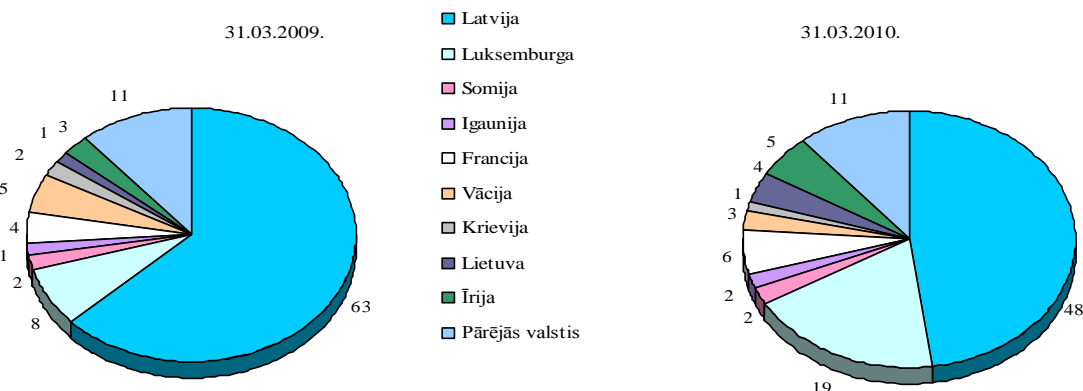 31.03.2009.
11
3
1
2
5
4
1
2
8
63
Latvija
Luksemburga
Somija
Igaunija
Francija
Vācija
Krievija
Lietuva
Īrija
Pārējās valstis
31.03.2010.
11
5
4
1
3
6
2
2
19
48